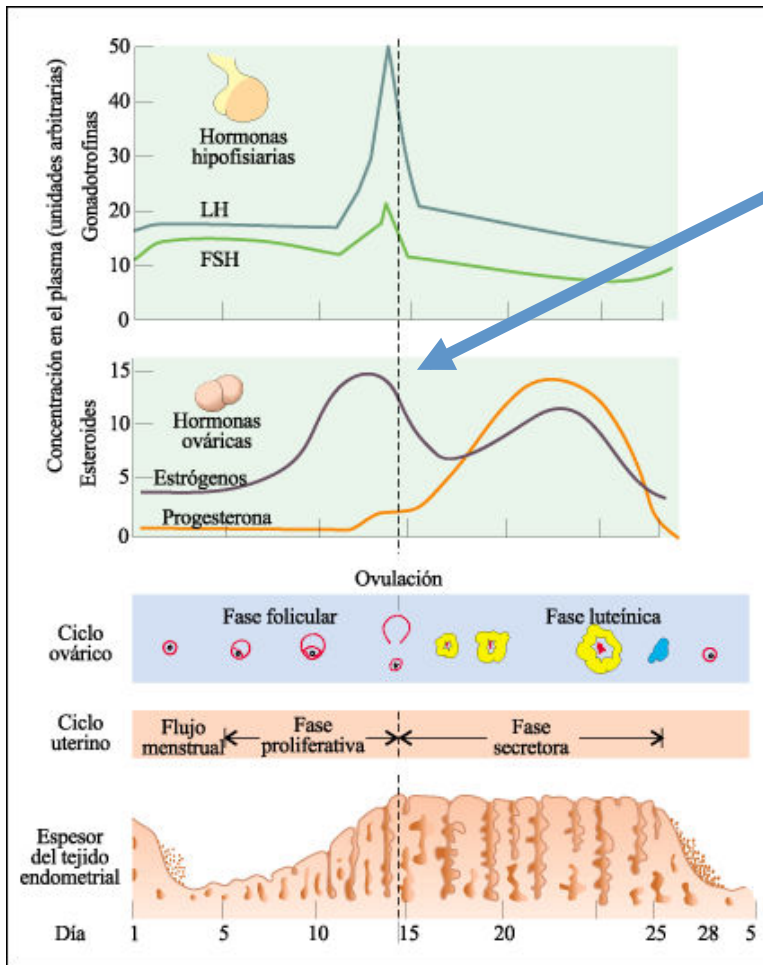 Concentración en el plasma (unidades arbitrarias)
Gonadotrofinas
50
40
30
20
10
0
Hormonas
hipofisiarias
LH
FSH
Esteroides
15
10
5
0
Hormonas
ováricas
Estrógenos
Progesterona
Ovulación
Ciclo
ovárico
Fase folicular
Fase luteínica
Ciclo
uterino
Flujo
menstrual
Fase
proliferativa
Fase
secretora
Espesor
del tejido
endometrial
Día 1 5 10 15 20 25 28 5